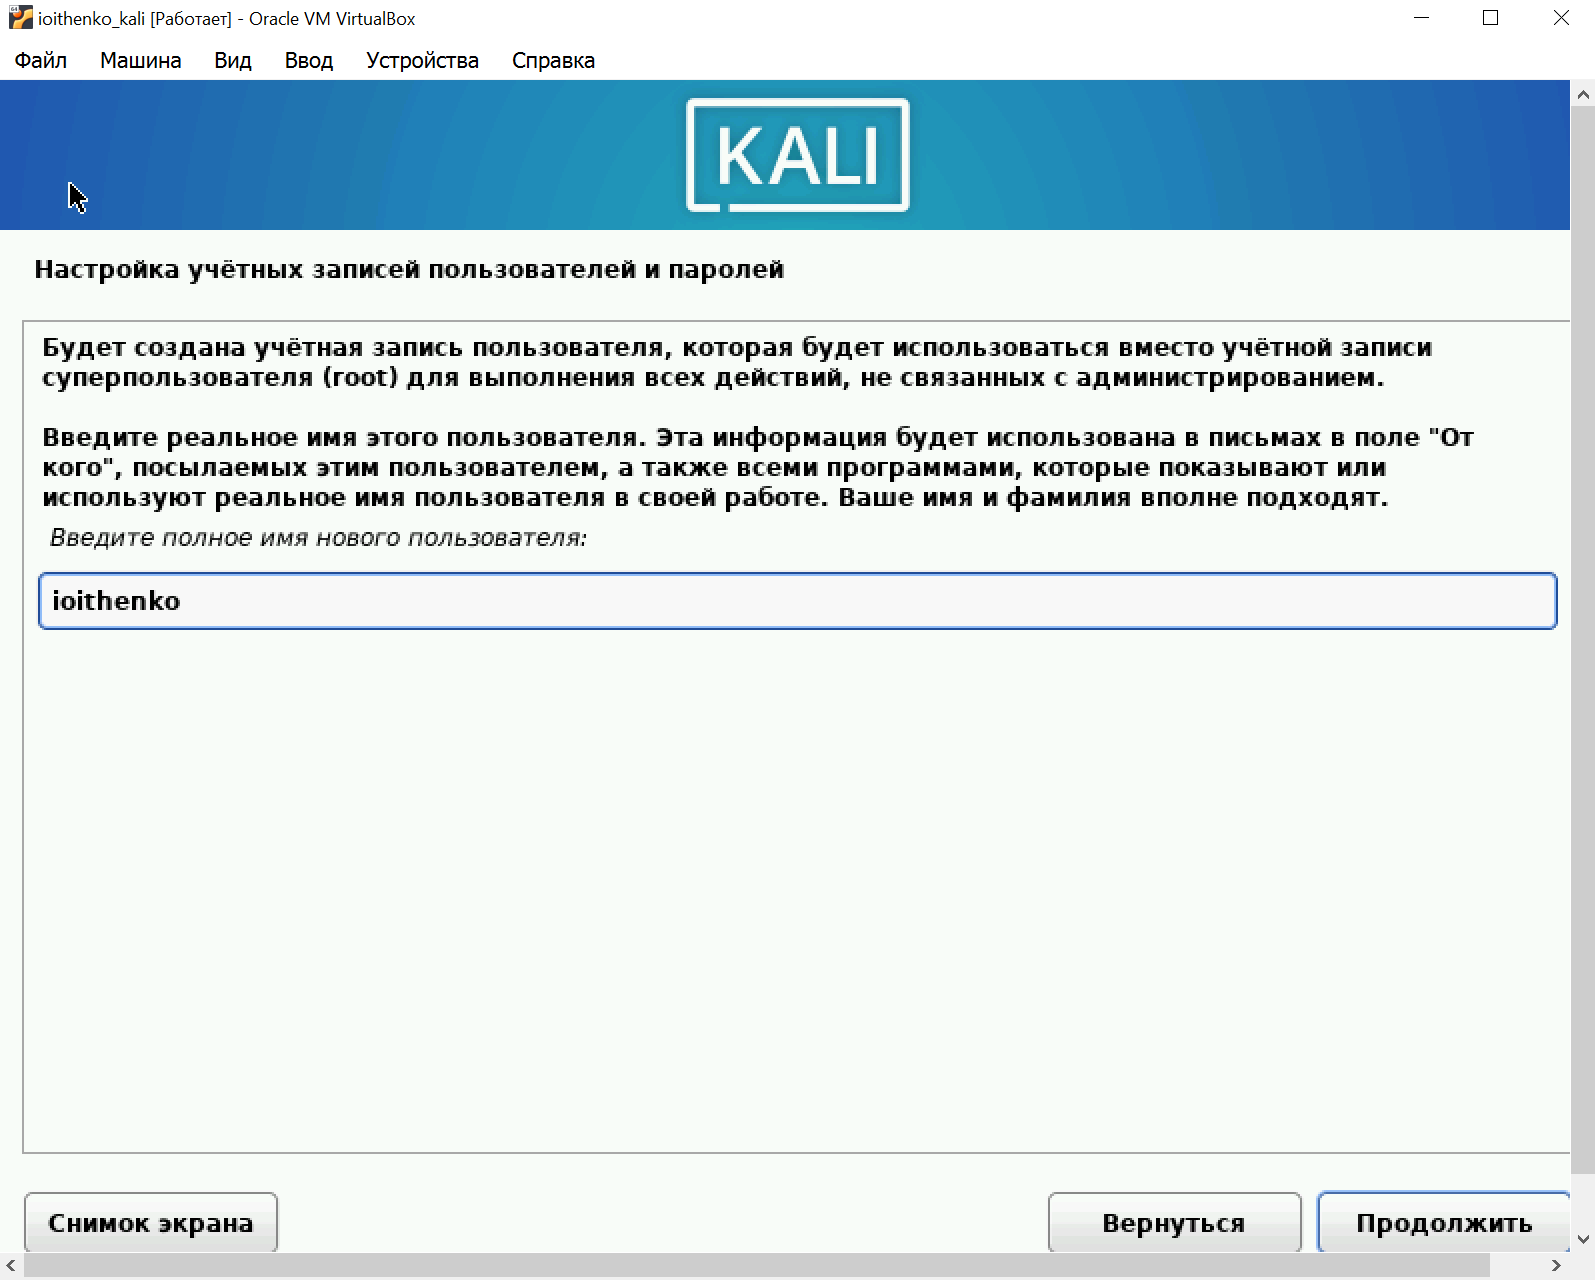 ioithenko_kali [Работает] - Oracle VM VirtualBox
Файл Машина Вид Ввод Устройства Справка
KALI
Настройка учётных записей пользователей и паролей
Будет создана учётная запись пользователя, которая будет использоваться вместо учётной записи
суперпользователя (root) для выполнения всех действий, не связанных с администрированием.
Введите реальное имя этого пользователя. Эта информация будет использована в письмах в поле "От
кого", посылаемых этим пользователем, а также всеми программами, которые показывают или
используют реальное имя пользователя в своей работе. Ваше имя и фамилия вполне подходят.
Введите полное имя нового пользователя:
ioithenko
Снимок экрана Вернуться Продолжить